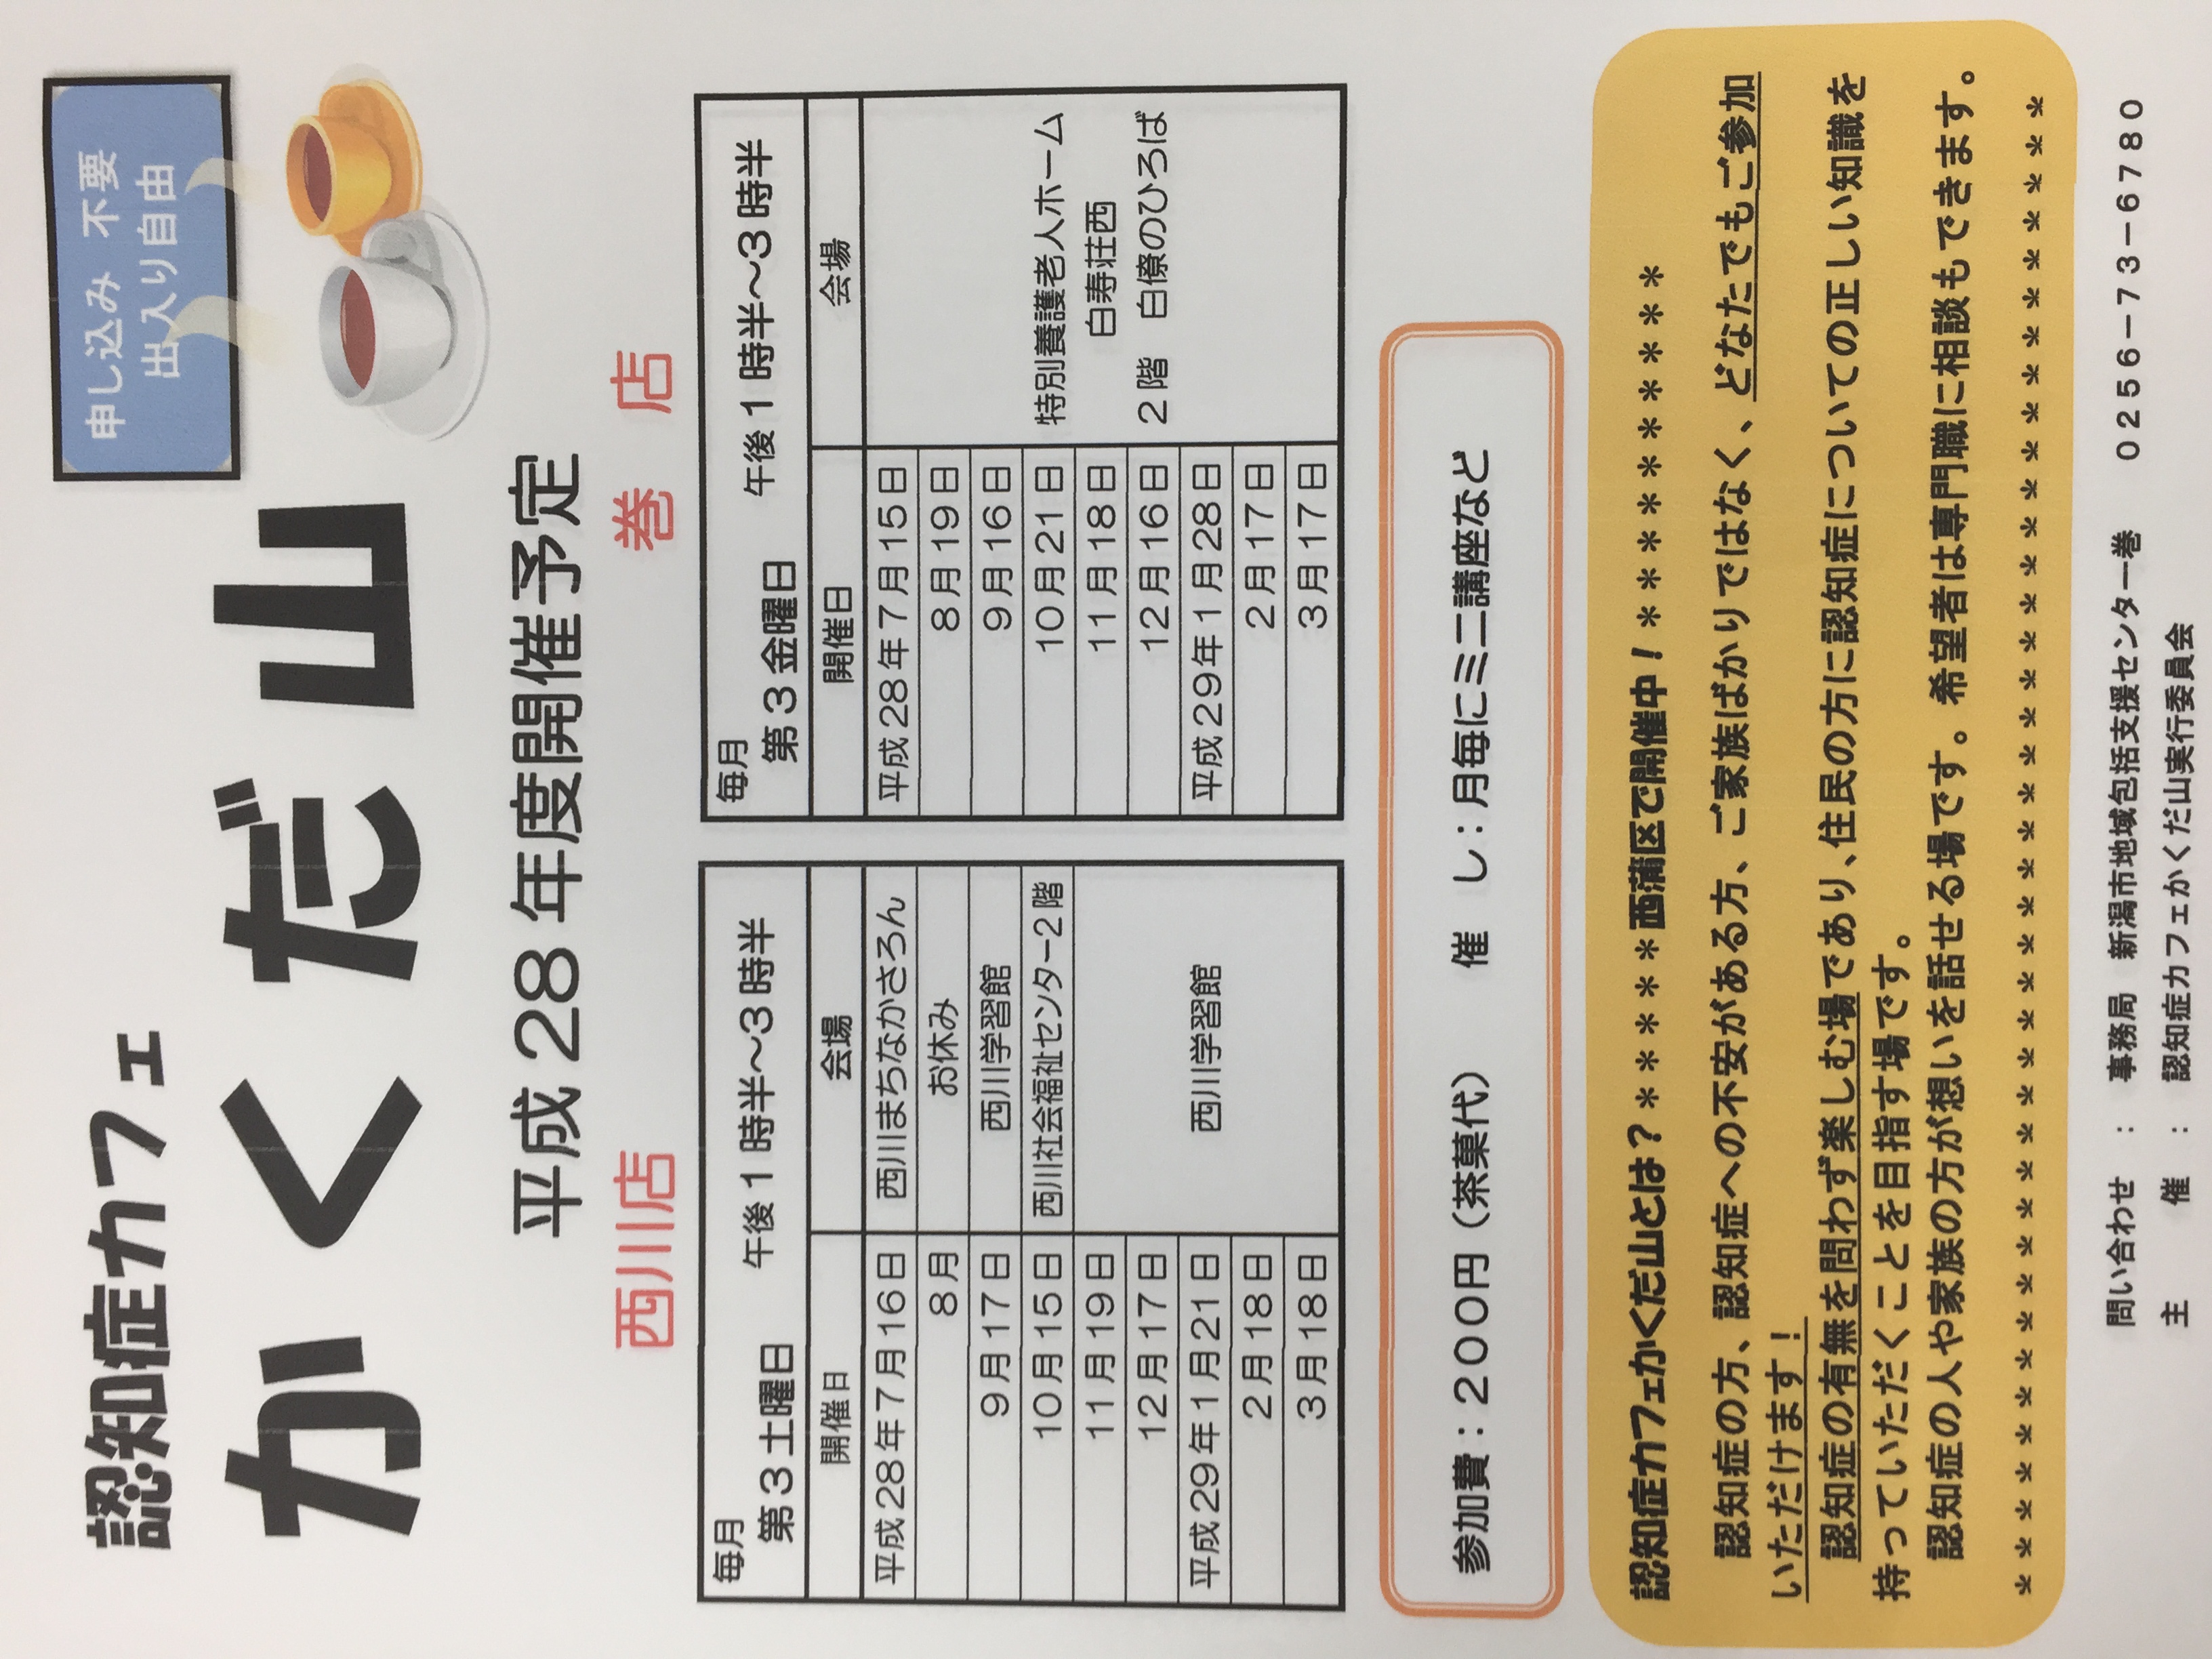 認知症カフェ
申し込み 不要
出入り自由
かくだ山
平成28年度開催予定
西川店
毎月
第3土曜日 午後1時半～3時半
開催日 会場
平成28年7月16日 西川まちなかさろん
8月 お休み
9月17日 西川学習館
10月15日 西川社会福祉センター2階
11月19日
12月17日
平成29年1月21日 西川学習館
2月18日
3月18日
巻 店
毎月
第3金曜日 午後1時半～3時半
開催日 会場
平成28年7月15日
8月19日
9月16日
10月21日 特別養護老人ホーム
11月18日 白寿荘西
12月16日 2階 白僚のひろば
平成29年1月28日
2月17日
3月17日
参加費：200円（茶菓代） 催 し：月毎にミニ講座など
認知症カフェかくだ山とは？＊＊＊＊＊西蒲区で開催中！＊＊＊＊＊＊＊＊＊＊
認知症の方、認知症への不安がある方、ご家族ばかりではなく、どなたでもご参加
いただけます！
認知症の有無を問わず楽しむ場であり、住民の方に認知症についての正しい知識を
持っていただくことを目指す場です。
認知症の人や家族の方が想いを話せる場です。希望者は専門職に相談もできます。
＊＊＊＊＊＊＊＊＊＊＊＊＊＊＊＊＊＊＊＊＊＊＊＊＊＊＊＊＊＊＊＊＊＊＊＊＊＊＊＊
問い合わせ ： 事務局 新潟市地域包括支援センター巻 0256－73－6780
主 催 ： 認知症カフェかくだ山実行委員会